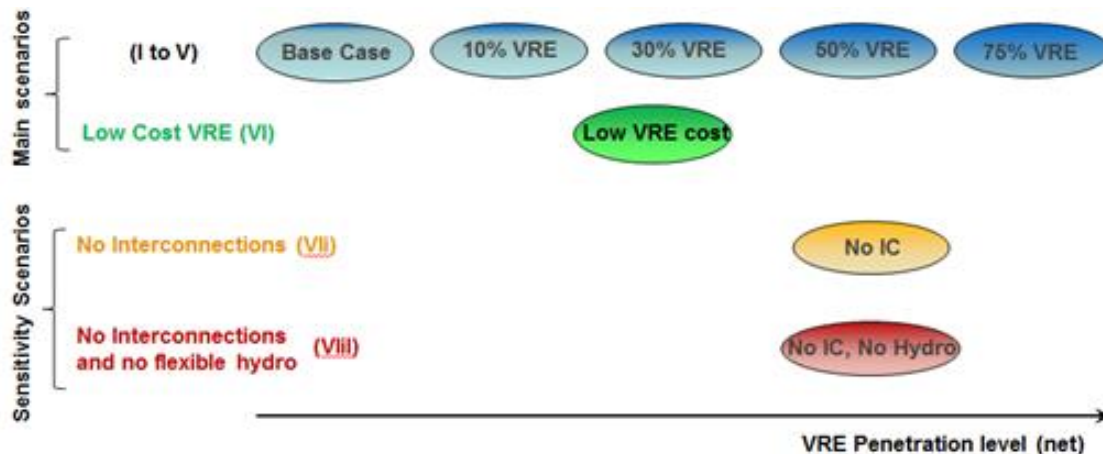 Main scenarios
(I to V)
Base Case
10% VRE
30% VRE
50% VRE
75% VRE
Low Cost VRE (VI)
Low VRE cost
Sensitivity Scenarios
No Interconnections (VIi)
No IC
No Interconnections
and no flexible hydro
(VIii)
No IC, No Hydro
VRE Penetration level (net)